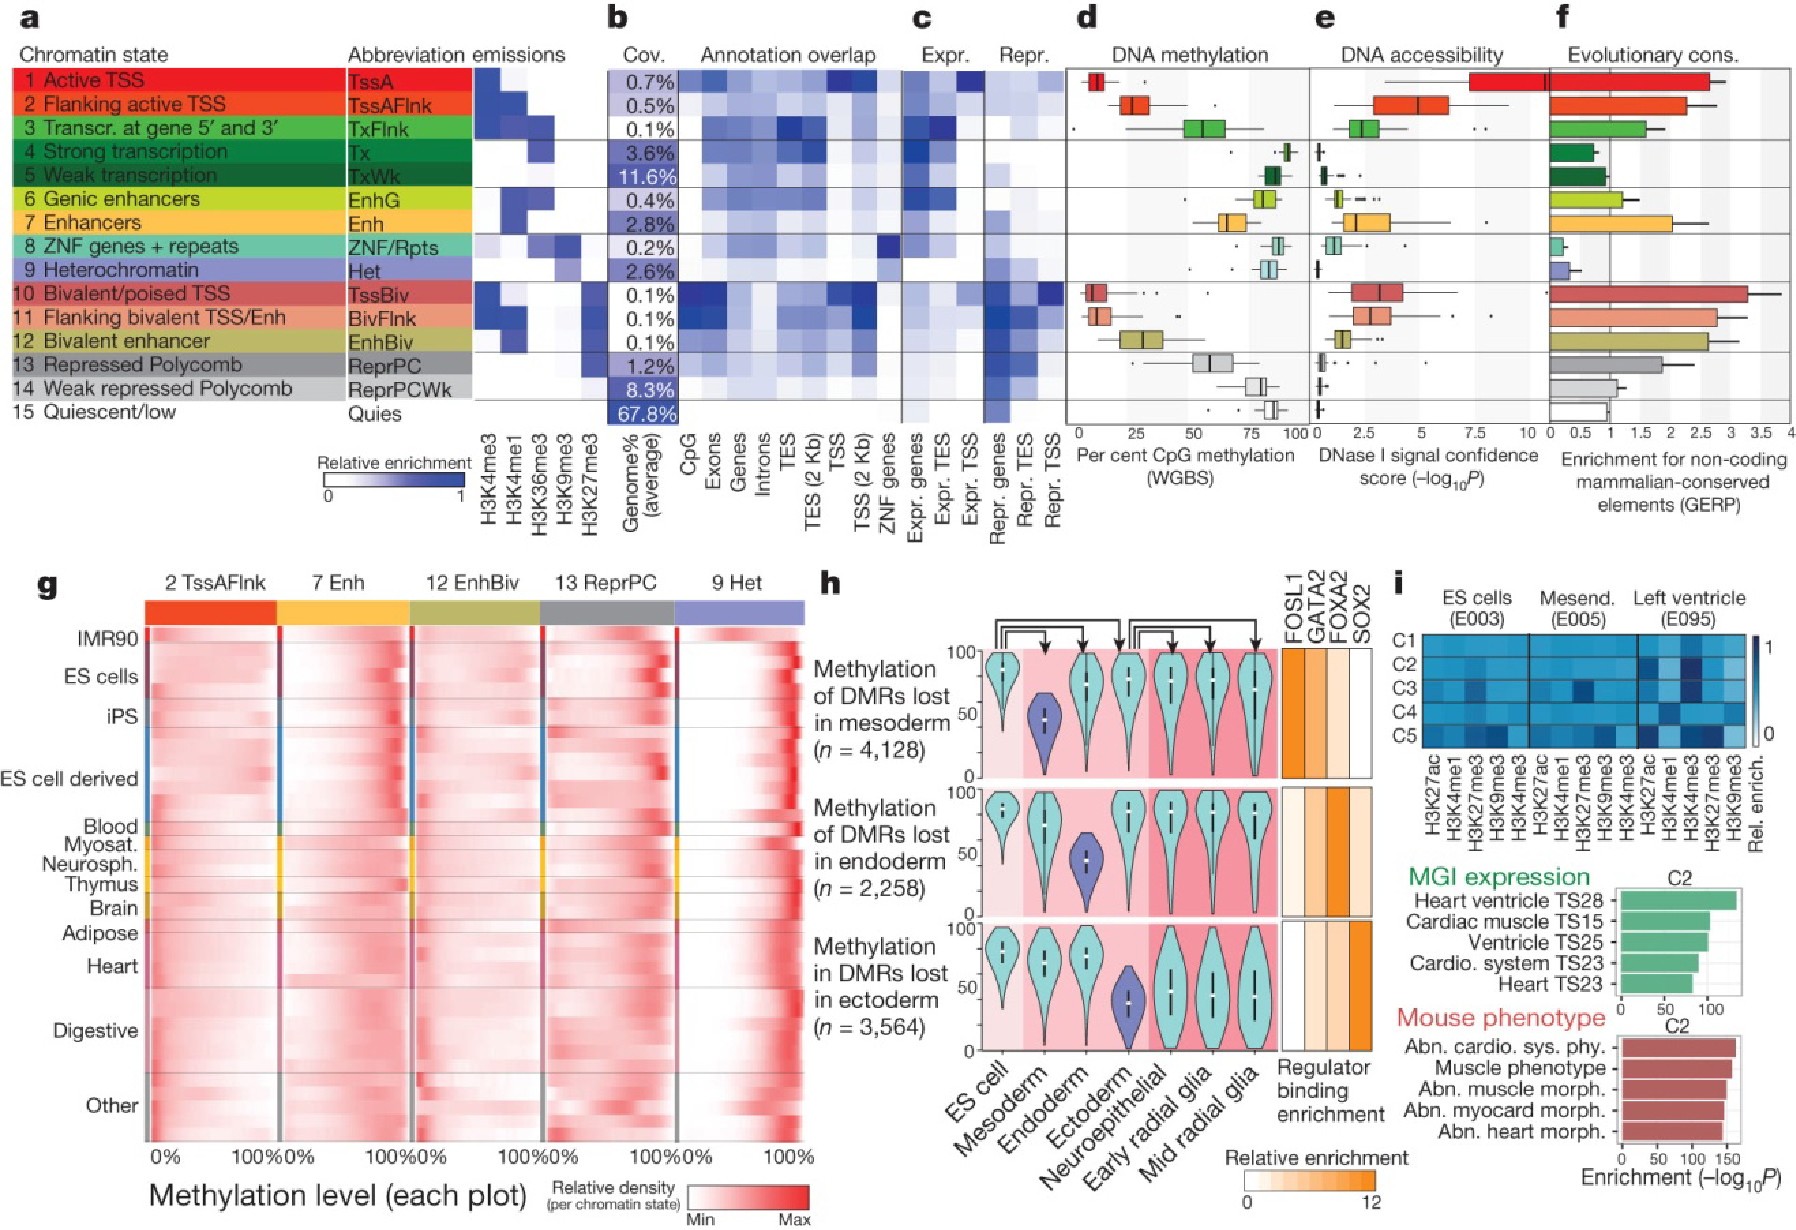 a
b
c
d
e
f
Chromatin state Abbreviation emissions Cov. Annotation overlap Expr. Repr. DNA methylation DNA accessibility Evolutionary cons.
1 Active TSS TssA 0.7%
2 Flanking active TSS TssAFlnk 0.5%
3 Transcr. at gene 5′ and 3′ TxFlnk 0.1%
4 Strong transcription Tx 3.6%
5 Weak transcription TxWk 11.6%
6 Genic enhancers EnhG 0.4%
7 Enhancers Enh 2.8%
8 ZNF genes + repeats ZNF/Rpts 0.2%
9 Heterochromatin Het 2.6%
10 Bivalent/poised TSS TssBiv 0.1%
11 Flanking bivalent TSS/Enh BivFlnk 0.1%
12 Bivalent enhancer EnhBiv 0.1%
13 Repressed Polycomb ReprPC 1.2%
14 Weak repressed Polycomb ReprPCWk 8.3%
15 Quiescent/low Quies 67.8%
Relative enrichment
0 1
H3K4me3
H3K4me1
H3K36me3
H3K9me3
H3K27me3
Genome%
(average)
CpG
Exons
Genes
Introns
TES
TES (2 Kb)
TSS
TSS (2 Kb)
ZNF genes
Expr. genes
Expr. TES
Expr. TSS
Repr. genes
Repr. TES
Repr. TSS
0 25 50 75 100
Per cent CpG methylation
(WGBS)
0 2.5 5 7.5 10
DNase I signal confidence
score (–log10P)
0 0.5 1 1.5 2 2.5 3 3.5 4
Enrichment for non-coding
mammalian-conserved
elements (GERP)
g
2 TssAFlnk 7 Enh 12 EnhBiv 13 ReprPC 9 Het
IMR90
ES cells
iPS
ES cell derived
Blood
Myosat.
Neurosph.
Thymus
Brain
Adipose
Heart
Digestive
Other
0% 100%0% 100%0% 100%0% 100%0% 100%
Methylation level (each plot)
Relative density
(per chromatin state)
Min Max
h
FOSL1
GATA2
FOXA2
SOX2
Methylation
of DMRs lost
in mesoderm
(n = 4,128)
100
50
0
Methylation
of DMRs lost
in endoderm
(n = 2,258)
100
50
0
Methylation
in DMRs lost
in ectoderm
(n = 3,564)
100
50
0
ES cell
Mesoderm
Endoderm
Ectoderm
Neuroepithelial
Early radial glia
Mid radial glia
Regulator
binding
enrichment
Relative enrichment
0 12
i
ES cells
(E003)
Mesend.
(E005)
Left ventricle
(E095)
C1
C2
C3
C4
C5
1
0
Rel. enrich.
H3K27ac
H3K4me1
H3K27me3
H3K9me3
H3K4me3
H3K27ac
H3K4me1
H3K27me3
H3K9me3
H3K4me3
H3K27ac
H3K4me1
H3K4me3
H3K27me3
H3K9me3
MGI expression
C2
Heart ventricle TS28
Cardiac muscle TS15
Ventricle TS25
Cardio. system TS23
Heart TS23
0 50 100
Mouse phenotype
C2
Abn. cardio. sys. phy.
Muscle phenotype
Abn. muscle morph.
Abn. myocard morph.
Abn. heart morph.
0 50 100 150
Enrichment (–log10P)